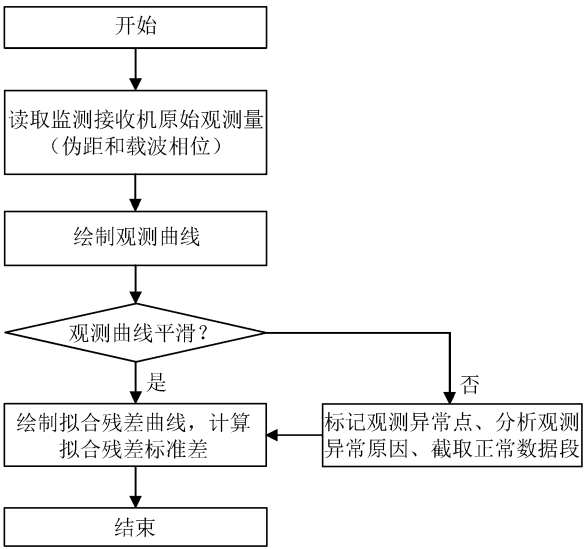 开始
读取监测接收机原始观测量
（伪距和载波相位）
绘制观测曲线
观测曲线平滑？
是
否
绘制拟合残差曲线，计算
拟合残差标准差
标记观测异常点、分析观测
异常原因、截取正常数据段
结束